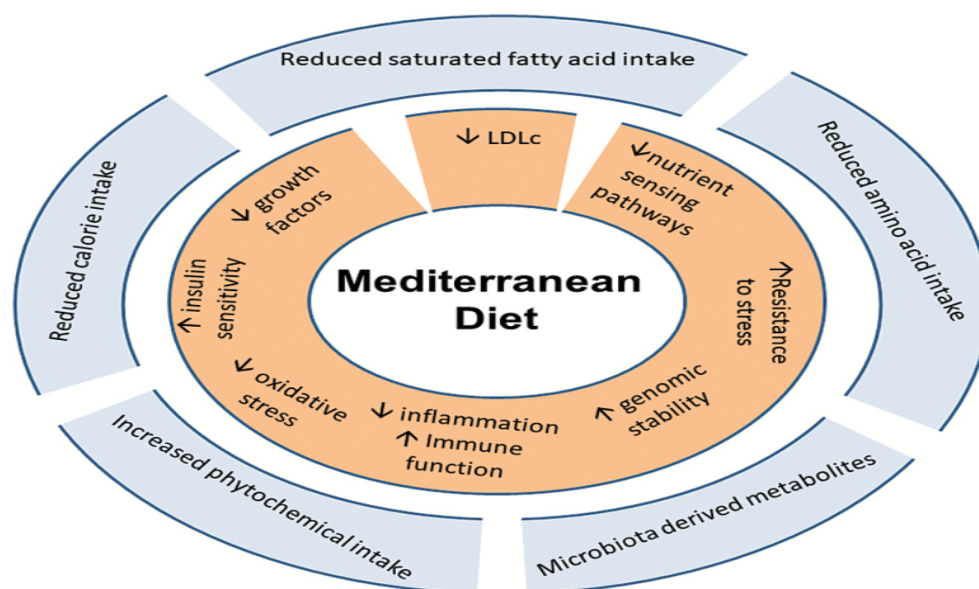 Reduced saturated fatty acid intake
Reduced amino acid intake
Microbiota derived metabolites
Increased phytochemical intake
Reduced calorie intake
↓ LDLc
↓nutrient
sensing
pathways
↑Resistance
to stress
↑ genomic
stability
↓ inflammation
↑ Immune
function
↓ oxidative
stress
↑ insulin
sensitivity
↓ growth
factors
Mediterranean
Diet